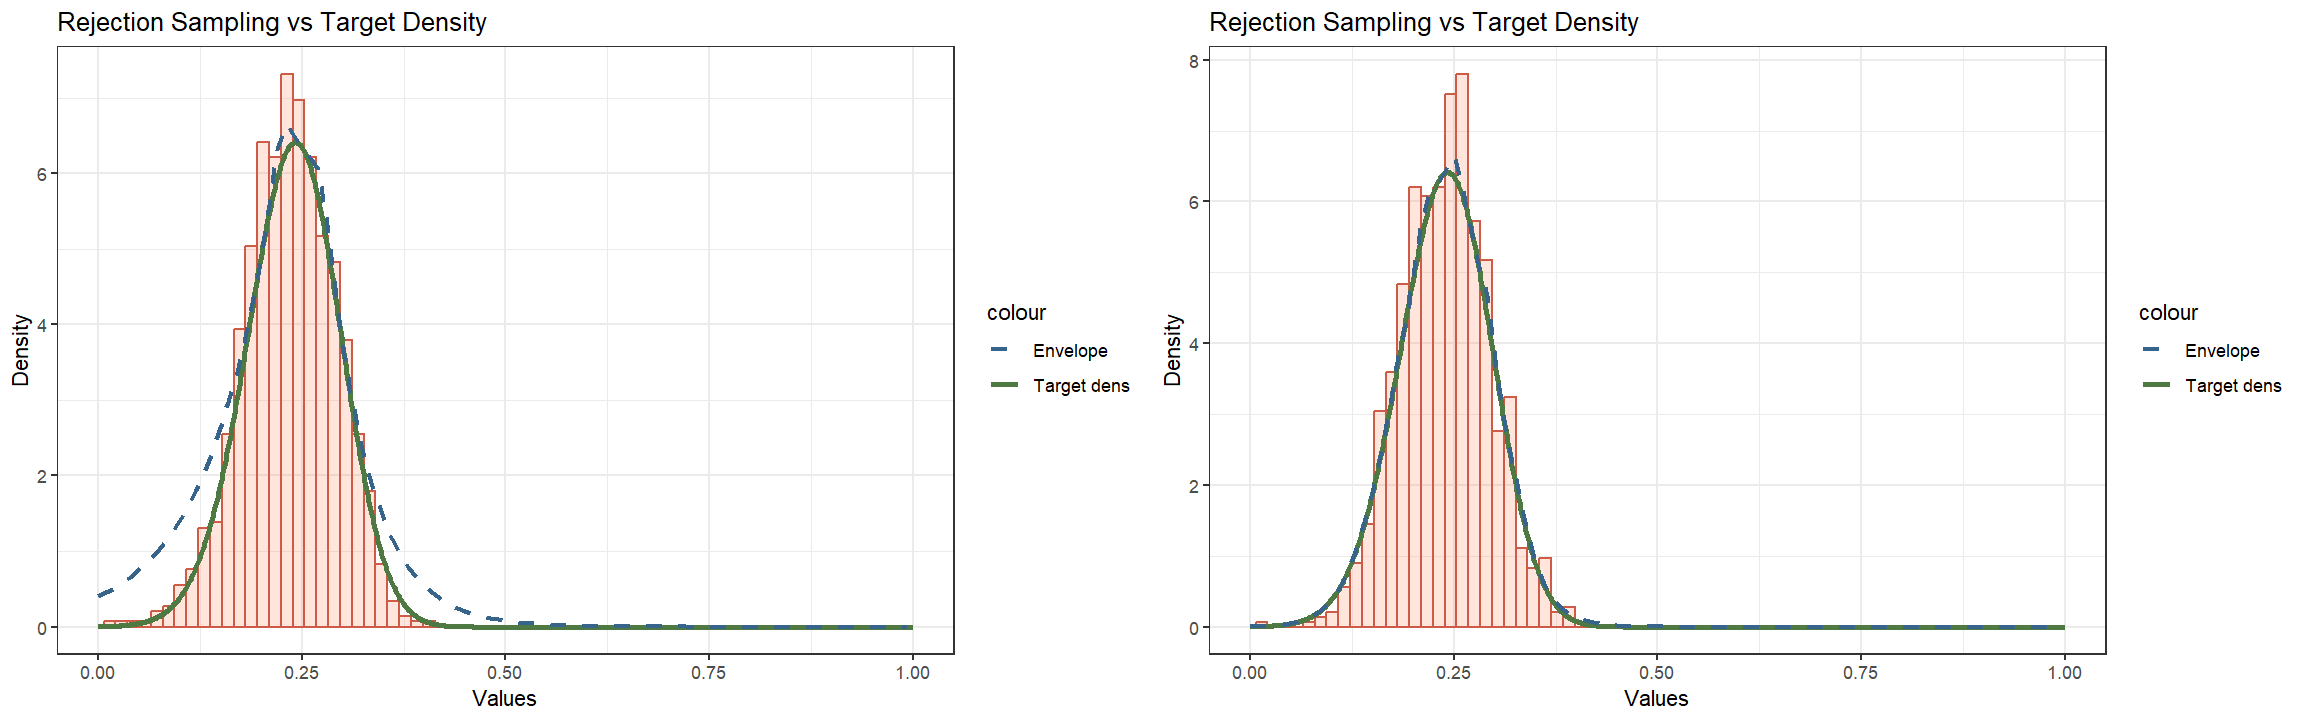 Rejection Sampling vs Target Density
Density
6
4
2
0
0.00 0.25 0.50 0.75 1.00
Values
colour
Envelope
Target dens
Rejection Sampling vs Target Density
Density
8
6
4
2
0
0.00 0.25 0.50 0.75 1.00
Values
colour
Envelope
Target dens